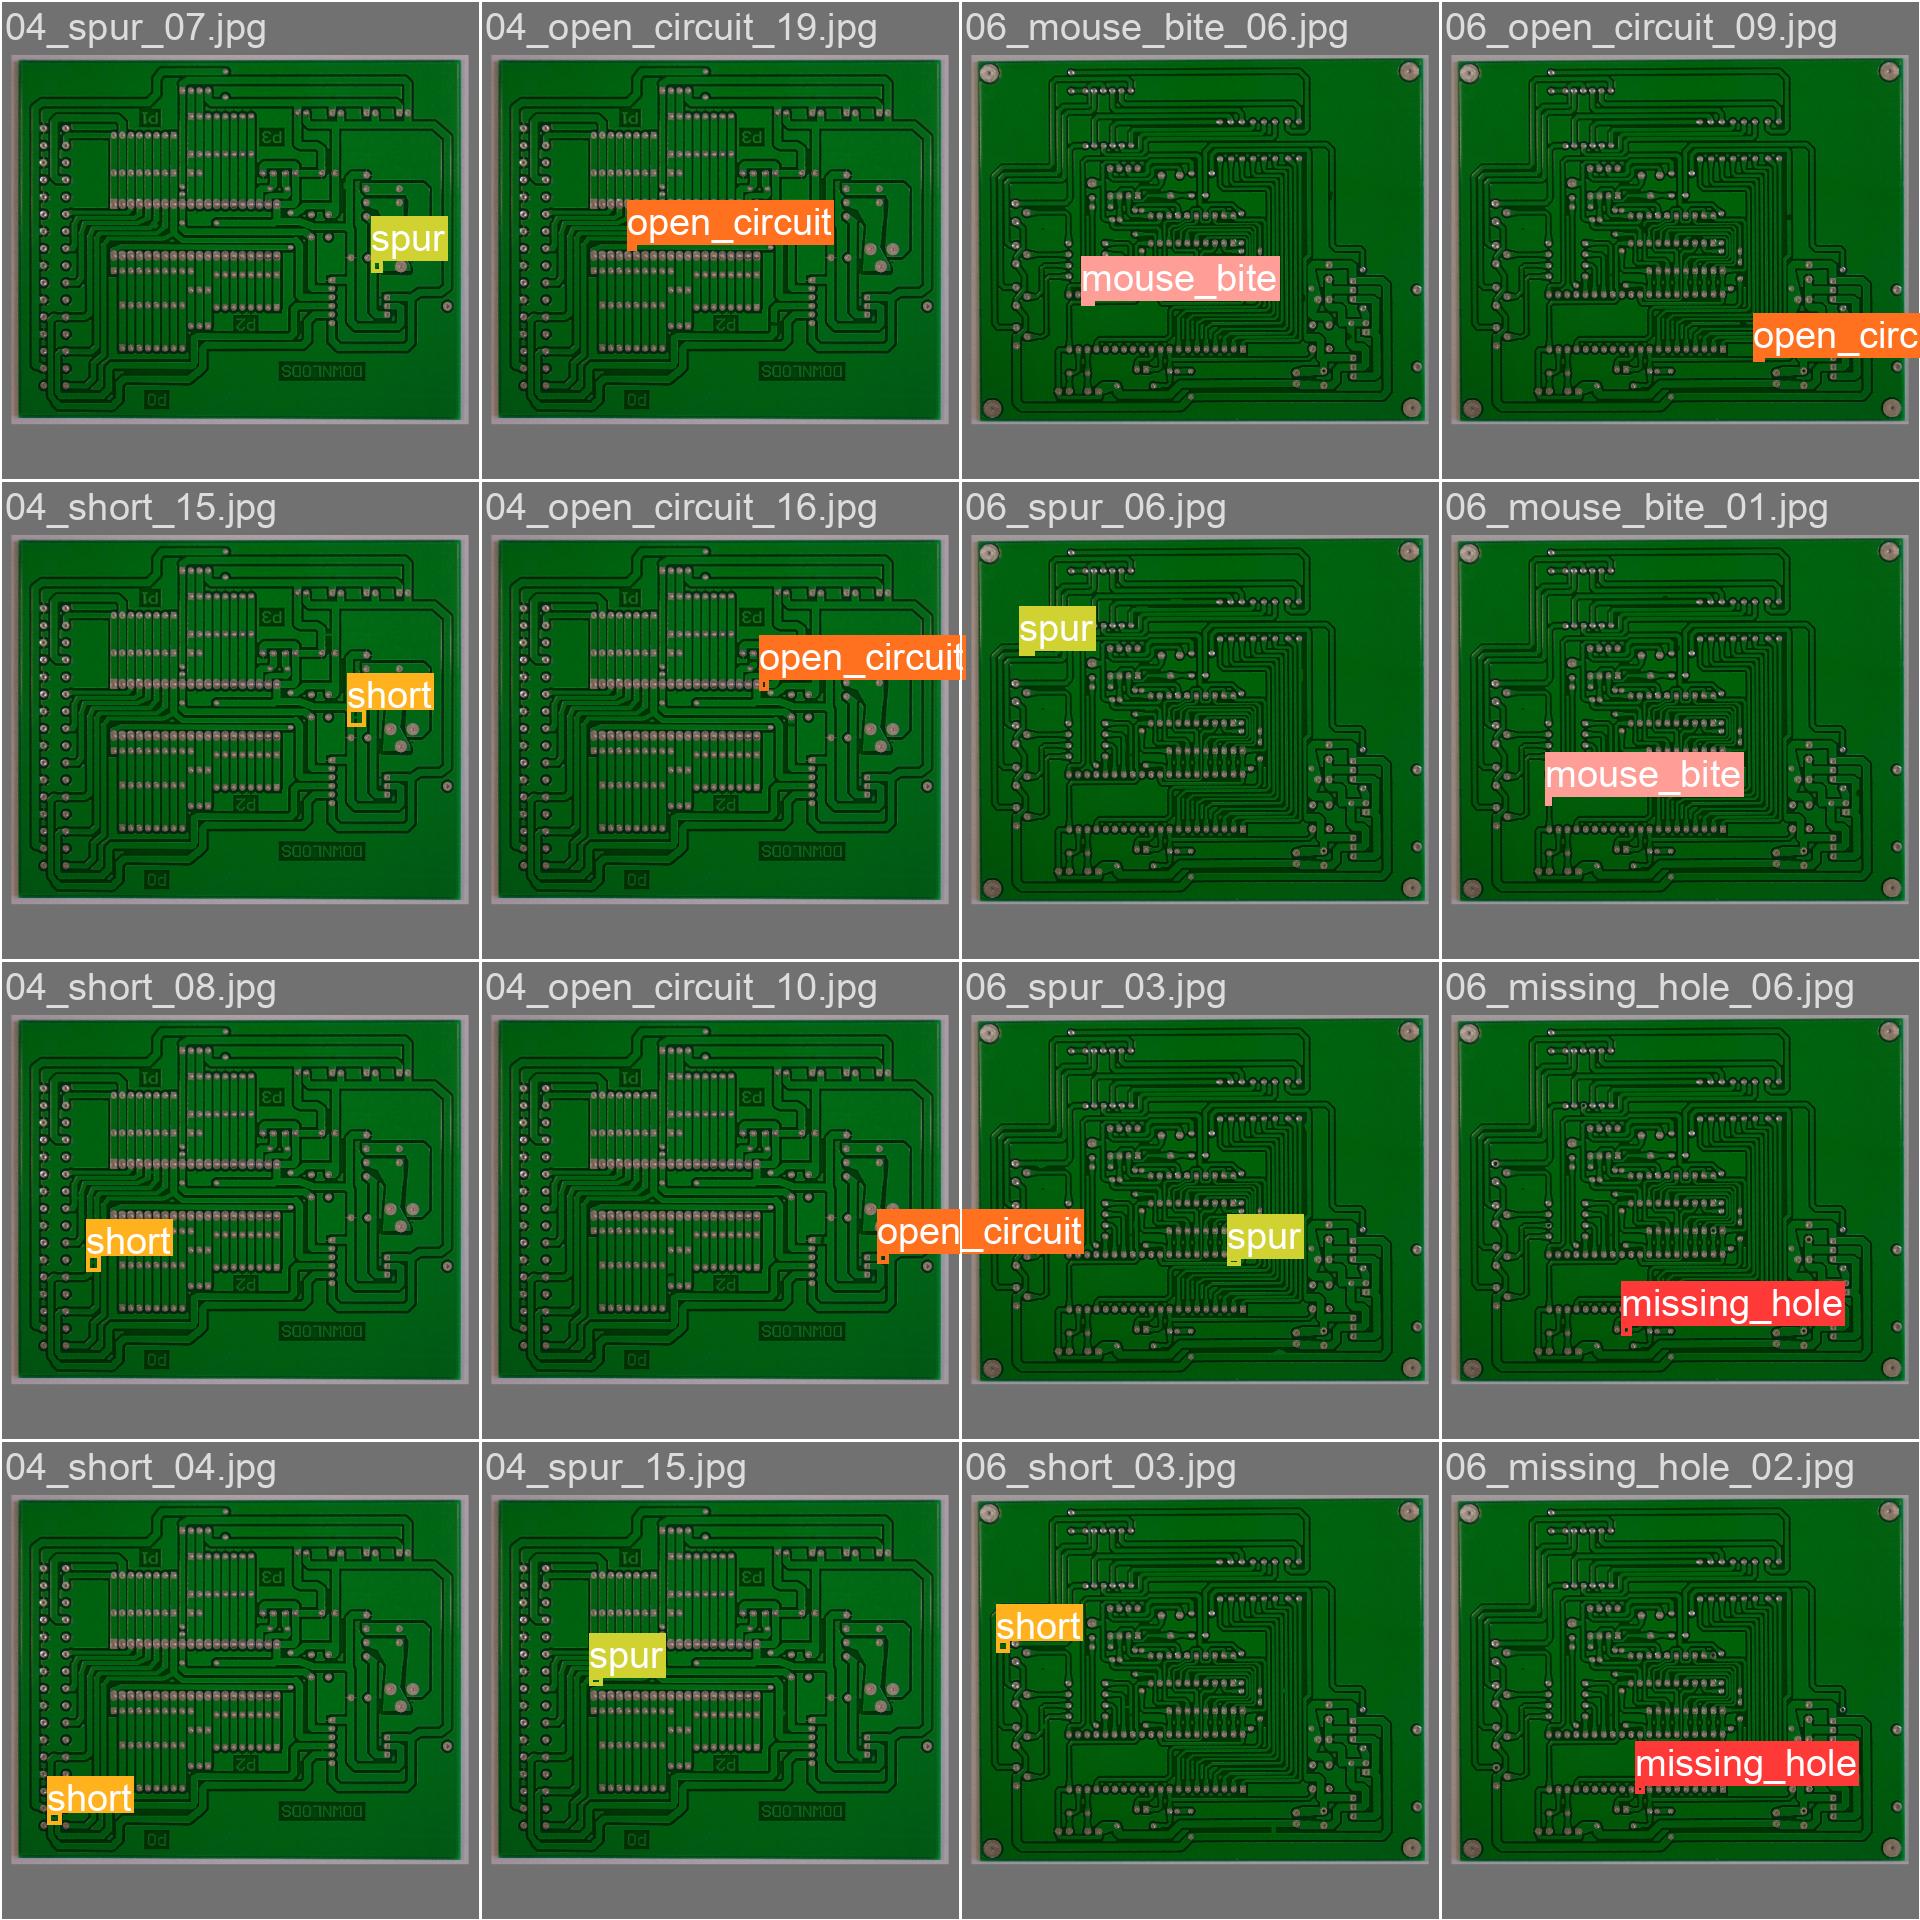 04_spur_07.jpg
spur
04_open_circuit_19.jpg
open_circuit
06_mouse_bite_06.jpg
mouse_bite
06_open_circuit_09.jpg
open_circ
04_short_15.jpg
short
04_open_circuit_16.jpg
open_circuit
06_spur_06.jpg
spur
06_mouse_bite_01.jpg
mouse_bite
04_short_08.jpg
short
04_open_circuit_10.jpg
open_circuit
06_spur_03.jpg
spur
06_missing_hole_06.jpg
missing_hole
04_short_04.jpg
short
04_spur_15.jpg
spur
06_short_03.jpg
short
06_missing_hole_02.jpg
missing_hole